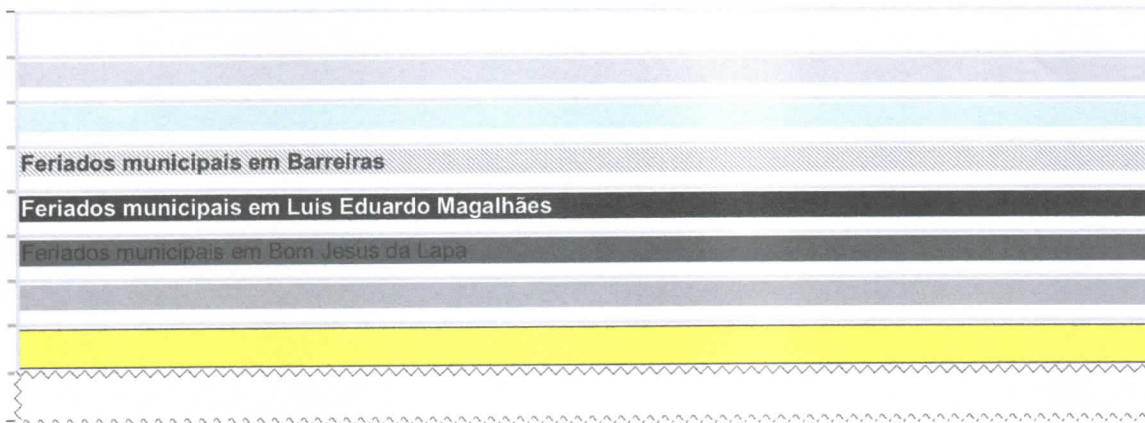 Feriados municipais em Barreiras
Feriados municipais em Luis Eduardo Magalhães
Feriados municipais em Bom Jesus da Lapa